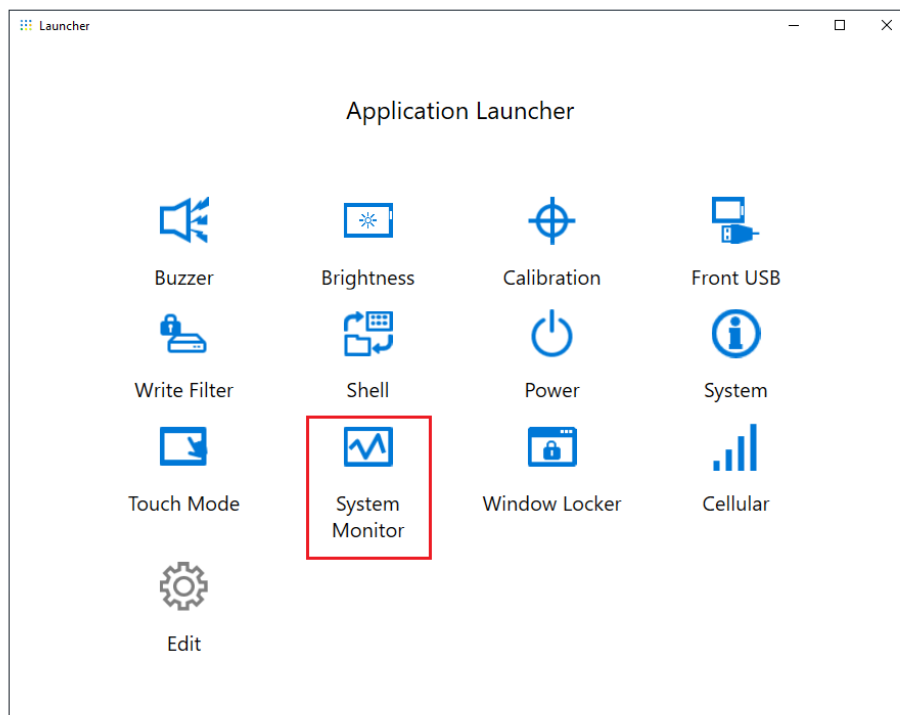 Launcher
Application Launcher
Buzzer
Brightness
Calibration
Front USB
Write Filter
Shell
Power
System
Touch Mode
System
Monitor
Window Locker
Cellular
Edit